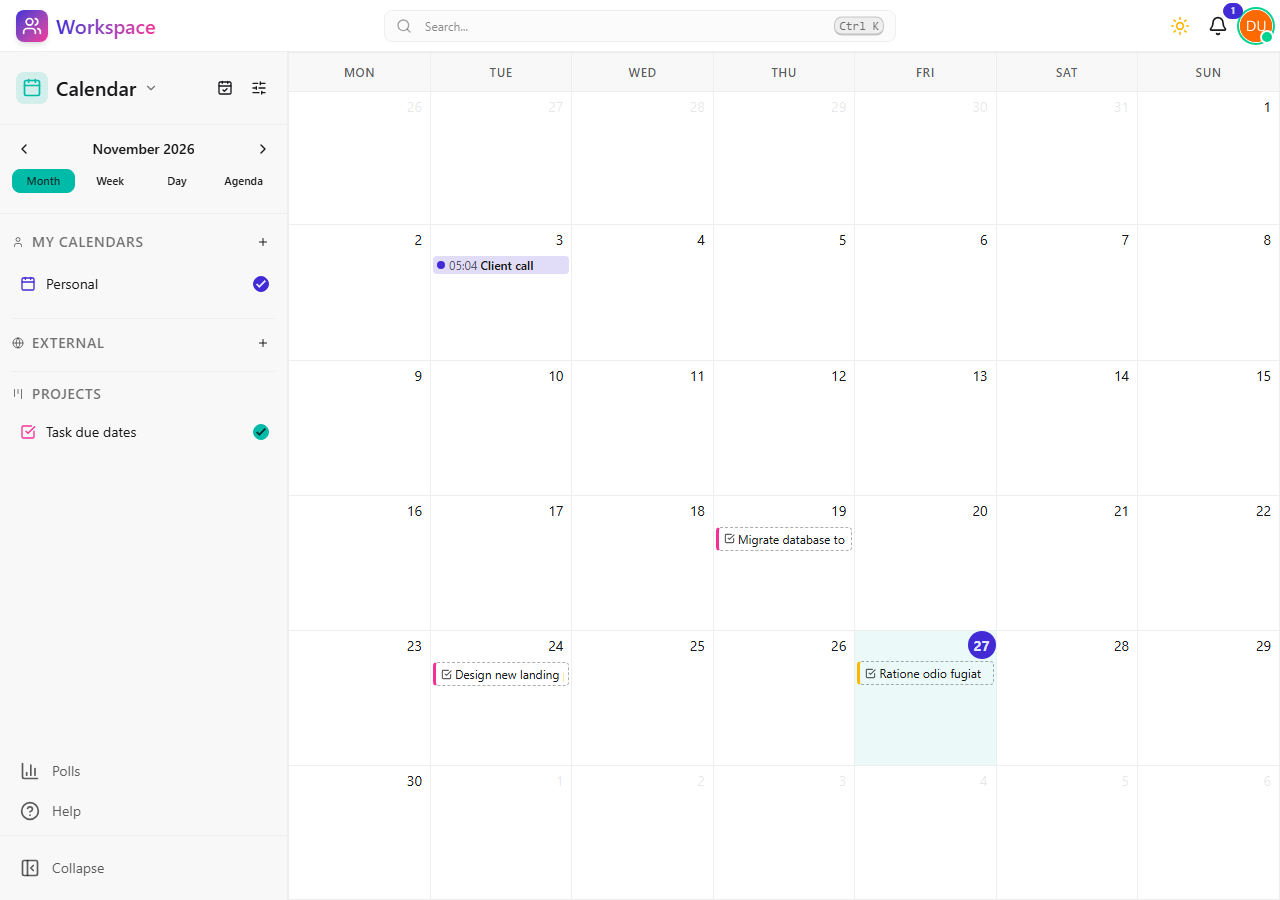 Workspace
Search...
Ctrl K
1
DU
Calendar
November 2026
Month
Week
Day
Agenda
MY CALENDARS
Personal
EXTERNAL
PROJECTS
Task due dates
Polls
Help
Collapse
MON TUE WED THU FRI SAT SUN
26 27 28 29 30 31 1
2 3 4 5 6 7 8
05:04 Client call
9 10 11 12 13 14 15
16 17 18 19 20 21 22
Migrate database to
23 24 25 26 27 28 29
Design new landing
Ratione odio fugiat
30 1 2 3 4 5 6